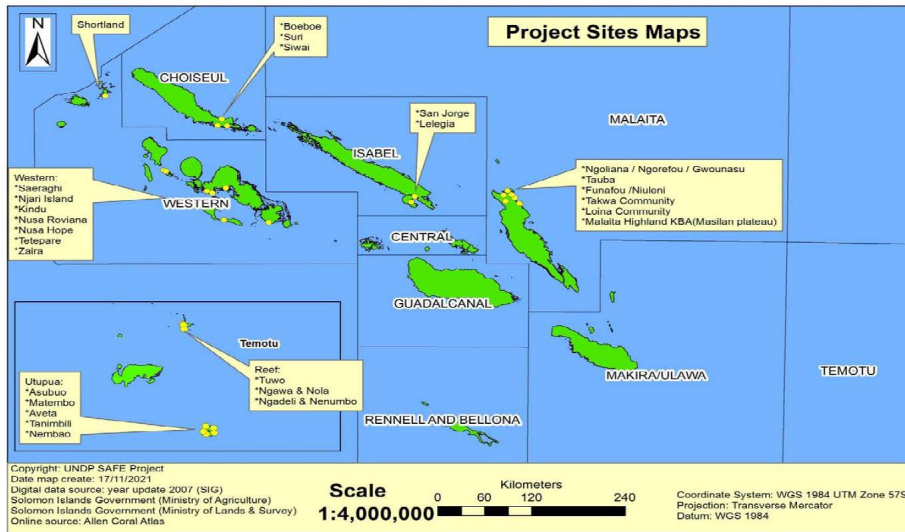 N
Project Sites Maps
Shortland
*Boeboe
*Suri
*Siwai
CHOISEUL
*San Jorge
*Lelegia
MALAITA
ISABEL
*Ngoliana / Ngorefou / Gwounasu
*Tauba
*Funafou /Niuloni
*Takwa Community
*Loina Community
*Malaita Highland KBA(Masilan plateau)
Western:
*Saeraghi
*Njari Island
*Kindu
*Nusa Roviana
*Nusa Hope
*Tetepare
*Zaira
WESTERN
CENTRAL
GUADALCANAL
Temotu
MAKIRA/ULAWA
TEMOTU
Reef:
*Tuwo
*Ngawa & Nola
*Ngadeli & Nenumbo
Utupua:
*Asubuo
*Matembo
*Aveta
*Tanimbili
*Nembao
RENNELL AND BELLONA
Copyright: UNDP SAFE Project
Date map create: 17/11/2021
Digital data source: year update 2007 (SIG)
Solomon Islands Government (Ministry of Agriculture)
Solomon Islands Government (Ministry of Lands & Survey)
Online source: Allen Coral Atlas
Scale
1:4,000,000
Kilometers
0 40 80 160 240
Coordinate System: WGS 1984 UTM Zone 57S
Projection: Transverse Mercator
Datum: WGS 1984